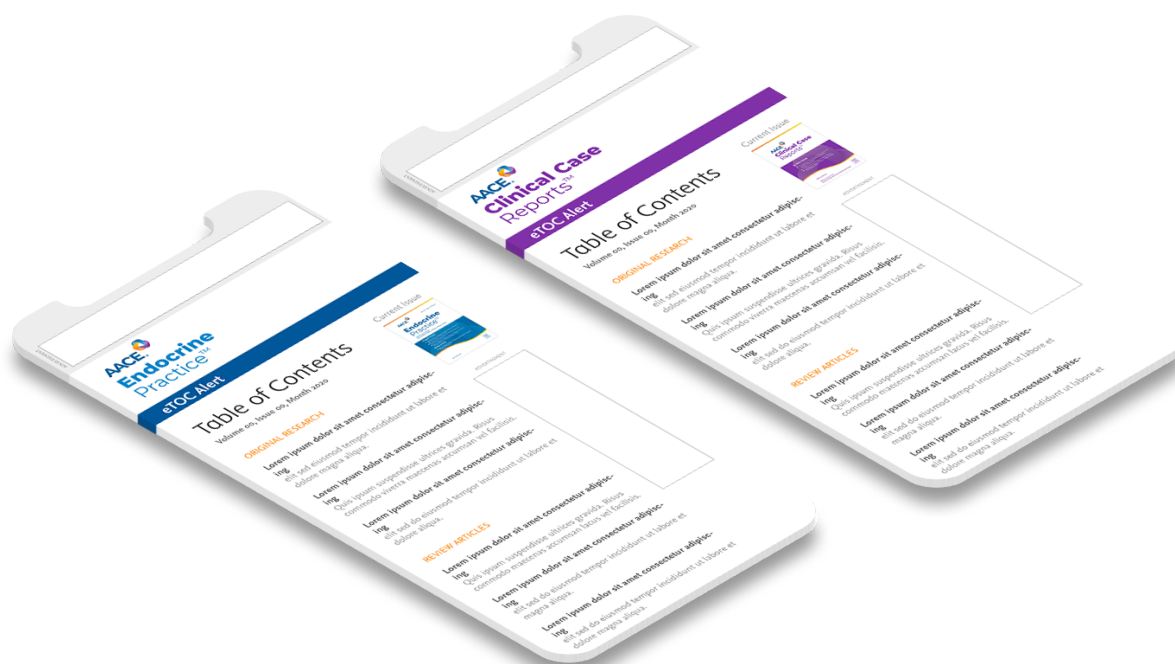 AACE®
Endocrine
Practice™
eTOC Alert
Current Issue
AACE
Endocrine
Practice™
Table of Contents
Volume 00, Issue 00, Month 2020
ADVERTISEMENT
ORIGINAL RESEARCH
Lorem ipsum dolor sit amet consectetur adipisc-
ing
elit sed eiusmod tempor incididunt ut labore et
dolore magna aliqua.
Lorem ipsum dolor sit amet consectetur adipisc-
ing
Quis ipsum suspendisse ultrices gravida. Risus
commodo viverra maecenas accumsan vel facilisis.
Lorem ipsum dolor sit amet consectetur adipisc-
ing
elit sed do eiusmod tempor incididunt ut labore et
dolore magna aliqua.
REVIEW ARTICLES
Lorem ipsum dolor sit amet consectetur adipisc-
ing
Quis ipsum suspendisse ultrices gravida. Risus
commodo maecenas accumsan lacus vel facilisis.
Lorem ipsum dolor sit amet consectetur adipisc-
ing
elit sed do eiusmod tempor incididunt ut labore et
magna aliqua.
Lorem ipsum dolor sit amet consectetur adipisc-
ing
elit sed do eiusmod tempor incididunt ut labore et
dolore magna aliqua.
AACE®
Clinical Case
Reports™
eTOC Alert
Current Issue
AACE
Clinical Case
Reports™
Table of Contents
Volume 00, Issue 00, Month 2020
ADVERTISEMENT
ORIGINAL RESEARCH
Lorem ipsum dolor sit amet consectetur adipisc-
ing
elit sed eiusmod tempor incididunt ut labore et
dolore magna aliqua.
Lorem ipsum dolor sit amet consectetur adipisc-
ing
Quis ipsum suspendisse ultrices gravida. Risus
commodo viverra maecenas accumsan vel facilisis.
Lorem ipsum dolor sit amet consectetur adipisc-
ing
elit sed do eiusmod tempor incididunt ut labore et
dolore magna aliqua.
REVIEW ARTICLES
Lorem ipsum dolor sit amet consectetur adipisc-
ing
Quis ipsum suspendisse ultrices gravida. Risus
commodo maecenas accumsan lacus vel facilisis.
Lorem ipsum dolor sit amet consectetur adipisc-
ing
elit sed do eiusmod tempor incididunt ut labore et
magna aliqua.
Lorem ipsum dolor sit amet consectetur adipisc-
ing
elit sed do eiusmod tempor incididunt ut labore et
dolore magna aliqua.